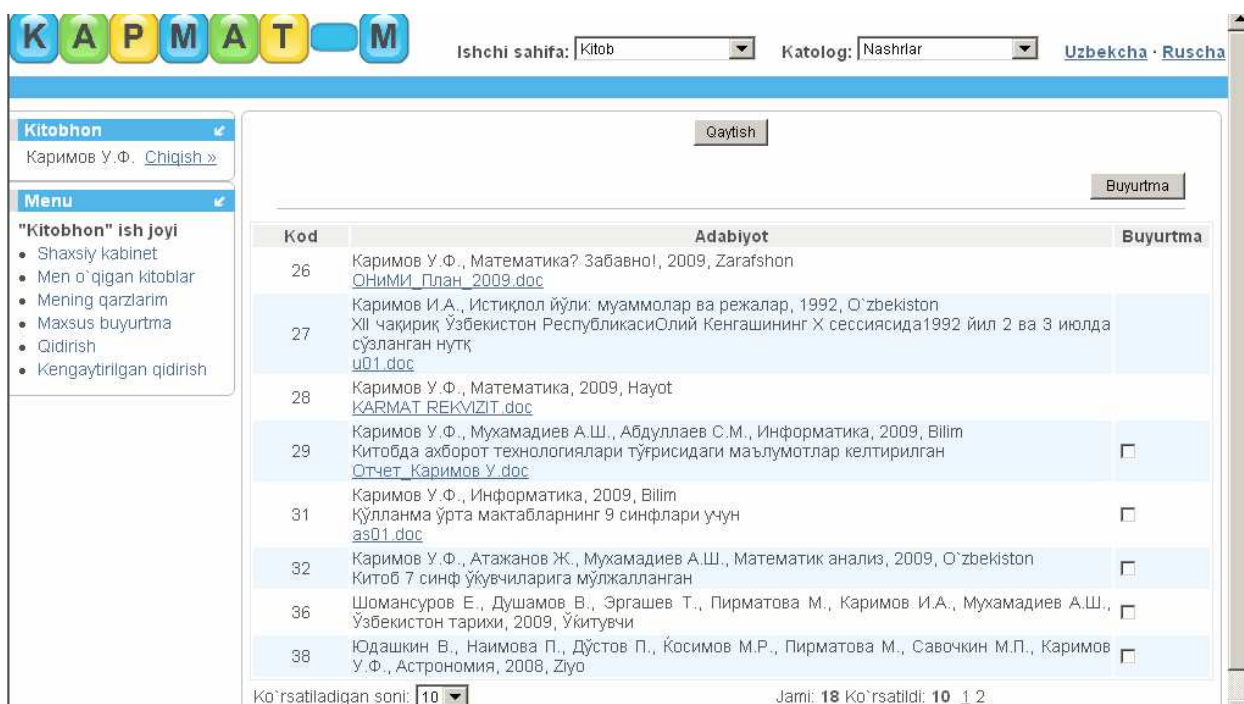 КАРМАТ-М
Ishchi sahifa: Kitob Katolog: Nashrlar Uzbekcha · Ruscha
Kitobhon
Каримов У.Ф. Chiqish »
Menu
"Kitobhon" ish joyi
Shaxsiy kabinet
Men o`qigan kitoblar
Mening qarzlarim
Maxsus buyurtma
Qidirish
Kengaytirilgan qidirish
Qaytish
Buyurtma
Kod Adabiyot Buyurtma
26 Каримов У.Ф., Математика? Забавно!, 2009, Zarafshon
ОНиМИ_План_2009.doc
27 Каримов И.А., Истиқлол йўли: муаммолар ва режалар, 1992, O`zbekiston
XII чақириқ Ўзбекистон РеспубликасиОлий Кенгашининг X сессиясида1992 йил 2 ва 3 июлда
сўзланган нутқ
u01.doc
28 Каримов У.Ф., Математика, 2009, Hayot
KARMAT REKVIZIT.doc
29 Каримов У.Ф., Мухамадиев А.Ш., Абдуллаев С.М., Информатика, 2009, Bilim
Китобда ахборот технологиялари тўғрисидаги маълумотлар келтирилган
Отчет_Каримов У.doc
31 Каримов У.Ф., Информатика, 2009, Bilim
Қўлланма ўрта мактабларнинг 9 синфлари учун
as01.doc
32 Каримов У.Ф., Атажанов Ж., Мухамадиев А.Ш., Математик анализ, 2009, O`zbekiston
Китоб 7 синф ўќувчиларига мўлжалланган
36 Шомансуров Е., Душамов В., Эргашев Т., Пирматова М., Каримов И.А., Мухамадиев А.Ш.,
Ўзбекистон тарихи, 2009, Ўќитувчи
38 Юдашкин В., Наимова П., Дўстов П., Ќосимов М.Р., Пирматова М., Савочкин М.П., Каримов
У.Ф., Астрономия, 2008, Ziyo
Ko`rsatiladigan soni: 10 Jami: 18 Ko`rsatildi: 10 1 2